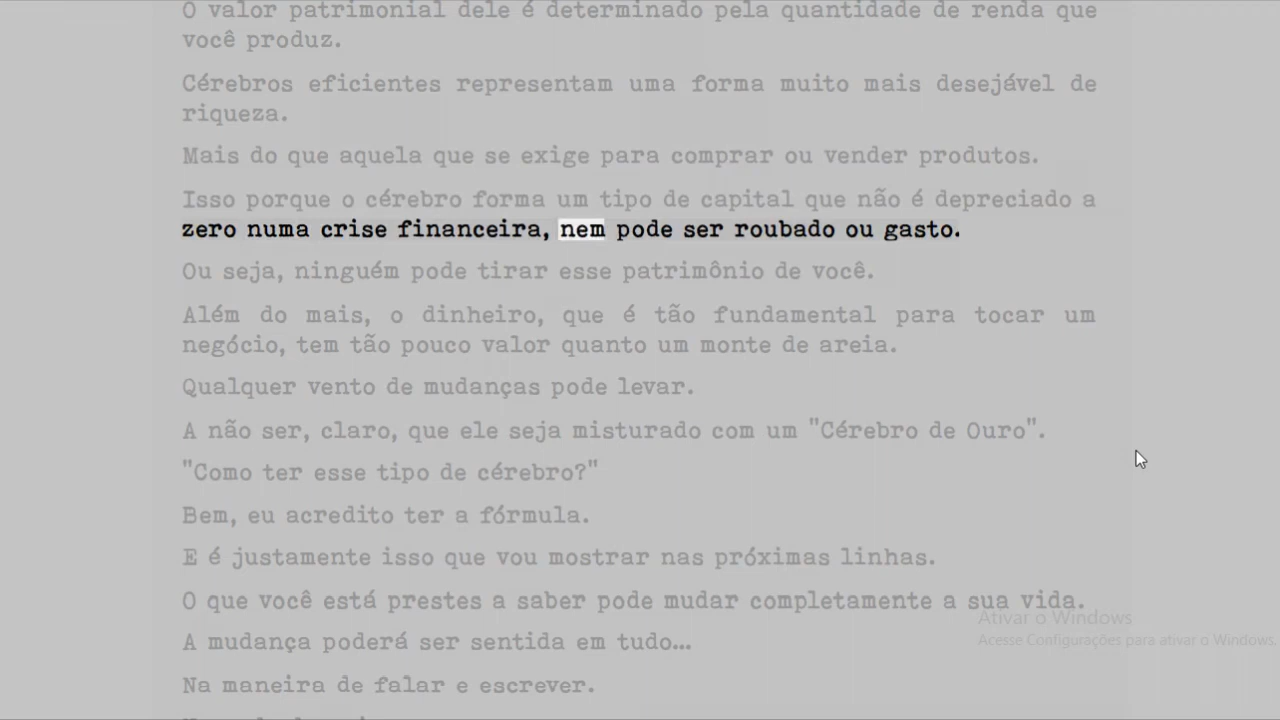 O valor patrimonial dele é determinado pela quantidade de renda que
você produz.
Cérebros eficientes representam uma forma muito mais desejável de
riqueza.
Mais do que aquela que se exige para comprar ou vender produtos.
Isso porque o cérebro forma um tipo de capital que não é depreciado a
zero numa crise financeira, nem pode ser roubado ou gasto.
Ou seja, ninguém pode tirar esse patrimônio de você.
Além do mais, o dinheiro, que é tão fundamental para tocar um
negócio, tem tão pouco valor quanto um monte de areia.
Qualquer vento de mudanças pode levar.
A não ser, claro, que ele seja misturado com um "Cérebro de Ouro".
"Como ter esse tipo de cérebro?"
Bem, eu acredito ter a fórmula.
E é justamente isso que vou mostrar nas próximas linhas.
O que você está prestes a saber pode mudar completamente a sua vida.
Ativar o Windows
Acesse Configurações para ativar o Windows.
A mudança poderá ser sentida em tudo...
Na maneira de falar e escrever.